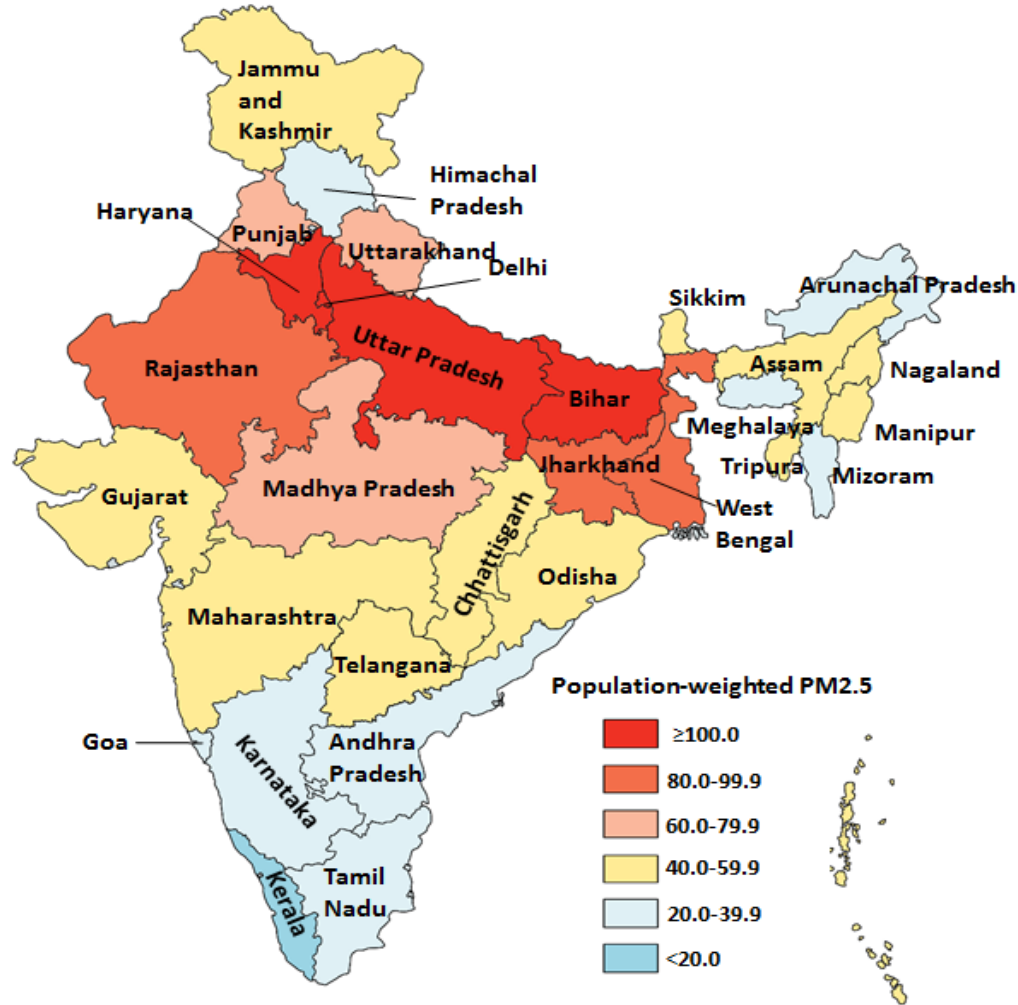 Jammu
and
Kashmir
Himachal
Pradesh
Haryana
Punjab
Uttarakhand
Delhi
Sikkim
Arunachal Pradesh
Rajasthan
Uttar Pradesh
Bihar
Assam
Nagaland
Meghalaya
Manipur
Tripura
Mizoram
Jharkhand
West
Bengal
Gujarat
Madhya Pradesh
Chhattisgarh
Odisha
Maharashtra
Telangana
Goa
Karnataka
Andhra
Pradesh
Kerala
Tamil
Nadu
Population-weighted PM2.5
≥100.0
80.0-99.9
60.0-79.9
40.0-59.9
20.0-39.9
<20.0